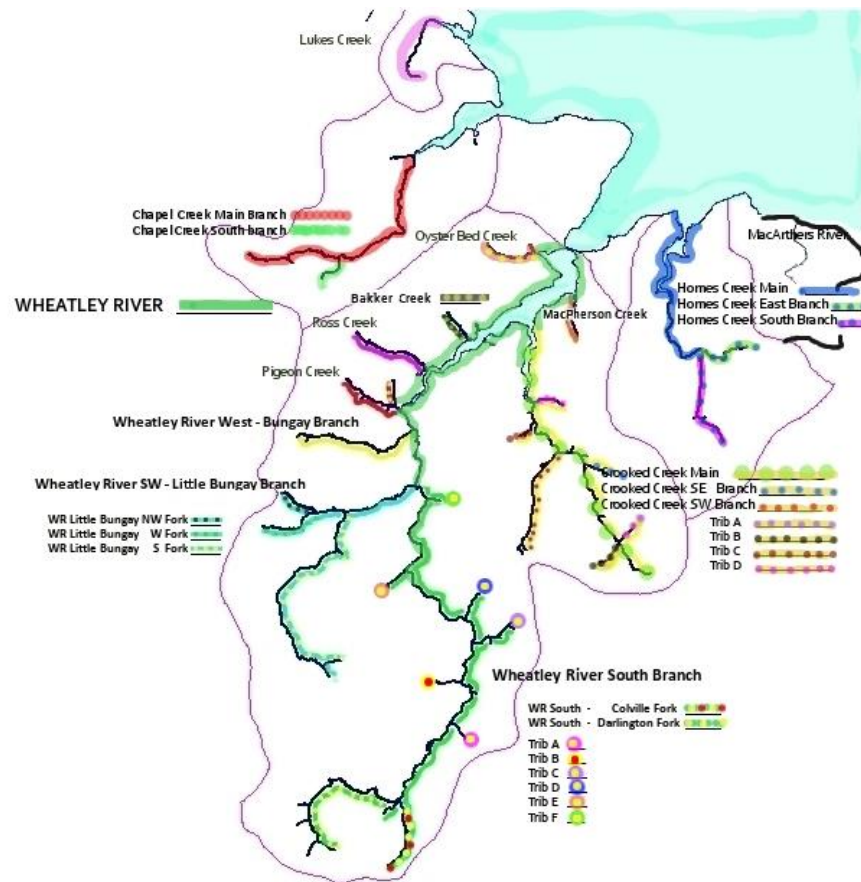 Lukes Creek
Chapel Creek Main Branch
Chapel Creek South branch
Oyster Bed Creek
MacArthers River
WHEATLEY RIVER
Bakker Creek
MacPherson Creek
Homes Creek Main
Homes Creek East Branch
Homes Creek South Branch
Ross Creek
Pigeon Creek
Wheatley River West - Bungay Branch
Wheatley River SW - Little Bungay Branch
WR Little Bungay NW Fork
WR Little Bungay W Fork
WR Little Bungay S Fork
Crooked Creek Main
Crooked Creek SE Branch
Crooked Creek SW Branch
Trib A
Trib B
Trib C
Trib D
Wheatley River South Branch
WR South - Colville Fork
WR South - Darlington Fork
Trib A
Trib B
Trib C
Trib D
Trib E
Trib F